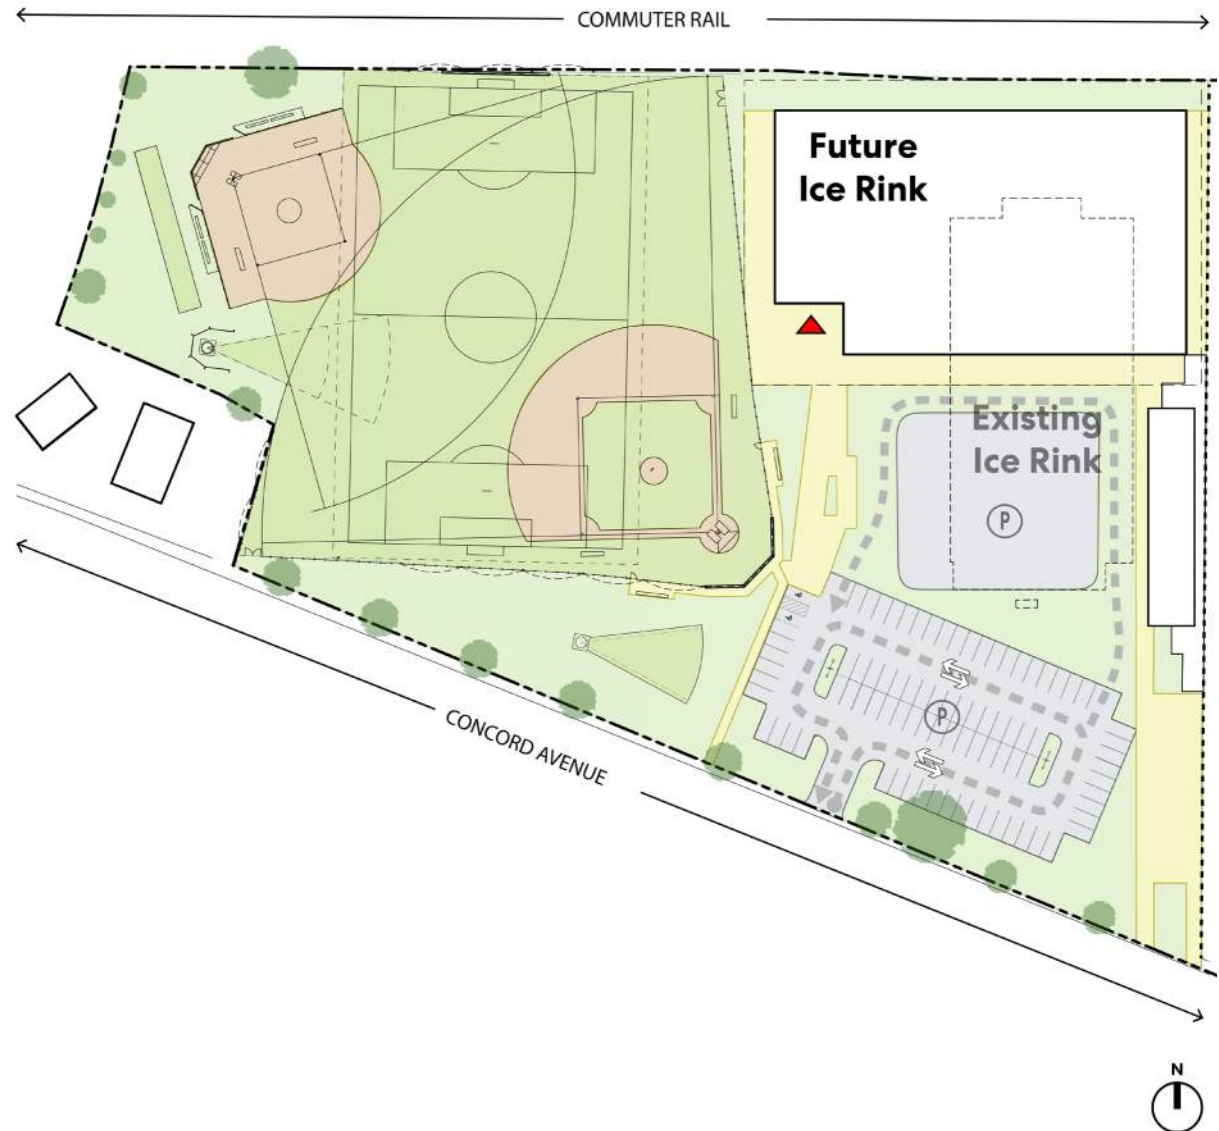 COMMUTER RAIL
Future
Ice Rink
Existing
Ice Rink
P
P
CONCORD AVENUE
N